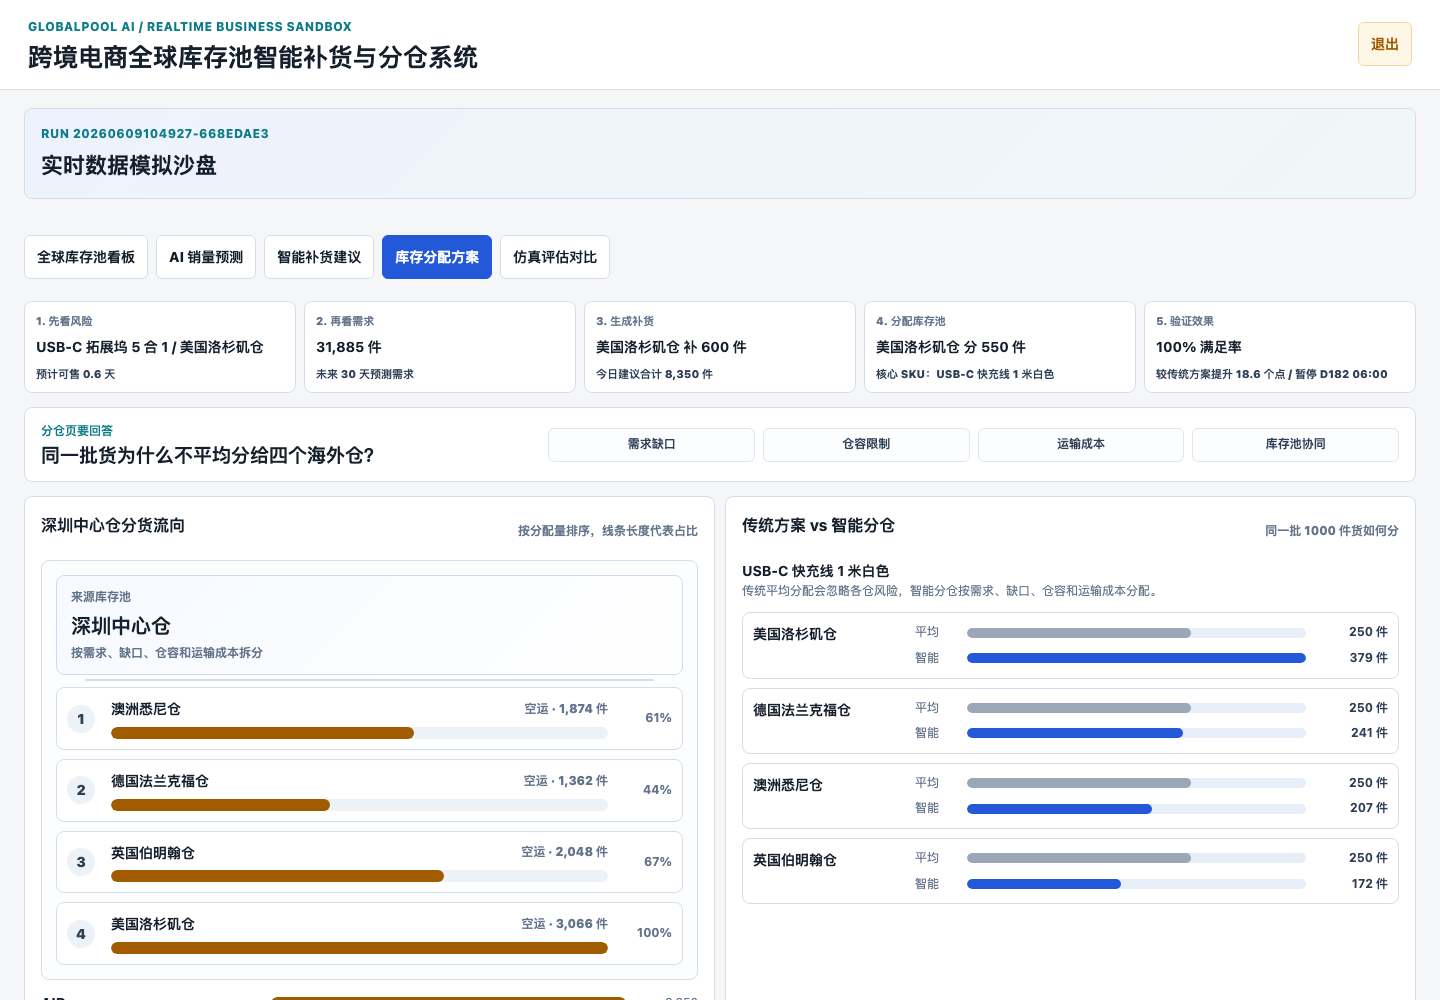 GLOBALPOOL AI / REALTIME BUSINESS SANDBOX
跨境电商全球库存池智能补货与分仓系统
退出
RUN 20260609104927-668EDAE3
实时数据模拟沙盘
全球库存池看板
AI 销量预测
智能补货建议
库存分配方案
仿真评估对比
1. 先看风险
USB-C 拓展坞 5 合 1 / 美国洛杉矶仓
预计可售 0.6 天
2. 再看需求
31,885 件
未来 30 天预测需求
3. 生成补货
美国洛杉矶仓 补 600 件
今日建议合计 8,350 件
4. 分配库存池
美国洛杉矶仓 分 550 件
核心 SKU：USB-C 快充线 1 米白色
5. 验证效果
100% 满足率
较传统方案提升 18.6 个点 / 暂停 D182 06:00
分仓页要回答
同一批货为什么不平均分给四个海外仓?
需求缺口
仓容限制
运输成本
库存池协同
深圳中心仓分货流向
按分配量排序，线条长度代表占比
来源库存池
深圳中心仓
按需求、缺口、仓容和运输成本拆分
1 澳洲悉尼仓 空运 · 1,874 件 61%
2 德国法兰克福仓 空运 · 1,362 件 44%
3 英国伯明翰仓 空运 · 2,048 件 67%
4 美国洛杉矶仓 空运 · 3,066 件 100%
传统方案 vs 智能分仓
同一批 1000 件货如何分
USB-C 快充线 1 米白色
传统平均分配会忽略各仓风险，智能分仓按需求、缺口、仓容和运输成本分配。
美国洛杉矶仓 平均 250 件
智能 379 件
德国法兰克福仓 平均 250 件
智能 241 件
澳洲悉尼仓 平均 250 件
智能 207 件
英国伯明翰仓 平均 250 件
智能 172 件